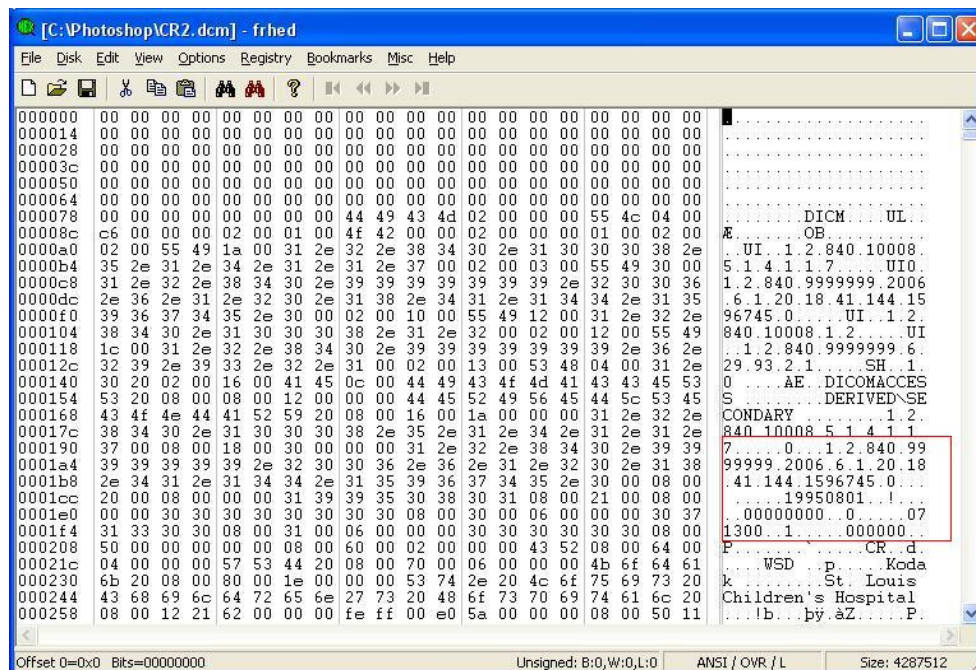 [C:\Photoshop\CR2.dcm] - frhed
File Disk Edit View Options Registry Bookmarks Misc Help
000000 00 00 00 00 00 00 00 00 00 00 00 00 00 00 00 00 00 00 00 00 ....................
000014 00 00 00 00 00 00 00 00 00 00 00 00 00 00 00 00 00 00 00 00 ....................
000028 00 00 00 00 00 00 00 00 00 00 00 00 00 00 00 00 00 00 00 00 ....................
00003c 00 00 00 00 00 00 00 00 00 00 00 00 00 00 00 00 00 00 00 00 ....................
000050 00 00 00 00 00 00 00 00 00 00 00 00 00 00 00 00 00 00 00 00 ....................
000064 00 00 00 00 00 00 00 00 00 00 00 00 00 00 00 00 00 00 00 00 ....................
000078 00 00 00 00 00 00 00 00 44 49 43 4d 02 00 00 00 55 4c 04 00 ........DICM....UL..
00008c c6 00 00 00 02 00 01 00 4f 42 00 00 02 00 00 00 01 00 02 00 Æ.......OB..........
0000a0 02 00 55 49 1a 00 31 2e 32 2e 38 34 30 2e 31 30 30 30 38 2e ..UI..1.2.840.10008.
0000b4 35 2e 31 2e 34 2e 31 2e 31 2e 37 00 02 00 03 00 55 49 30 00 5.1.4.1.1.7.....UI0.
0000c8 31 2e 32 2e 38 34 30 2e 39 39 39 39 39 39 39 2e 32 30 30 36 1.2.840.9999999.2006
0000dc 2e 36 2e 31 2e 32 30 2e 31 38 2e 34 31 2e 31 34 34 2e 31 35 .6.1.20.18.41.144.15
0000f0 39 36 37 34 35 2e 30 00 02 00 10 00 55 49 12 00 31 2e 32 2e 96745.0.....UI..1.2.
000104 38 34 30 2e 31 30 30 30 38 2e 31 2e 32 00 02 00 12 00 55 49 840.10008.1.2.....UI
000118 1c 00 31 2e 32 2e 38 34 30 2e 39 39 39 39 39 39 39 2e 36 2e ..1.2.840.9999999.6.
00012c 32 39 2e 39 33 2e 32 2e 31 00 02 00 13 00 53 48 04 00 31 2e 29.93.2.1.....SH..1.
000140 30 20 02 00 16 00 41 45 0c 00 44 49 43 4f 4d 41 43 43 45 53 0 ....AE..DICOMACCES
000154 53 20 08 00 08 00 12 00 00 00 44 45 52 49 56 45 44 5c 53 45 S ........DERIVED\SE
000168 43 4f 4e 44 41 52 59 20 08 00 16 00 1a 00 00 00 31 2e 32 2e CONDARY ........1.2.
00017c 38 34 30 2e 31 30 30 30 38 2e 35 2e 31 2e 34 2e 31 2e 31 2e 840.10008.5.1.4.1.1.
000190 37 00 08 00 18 00 30 00 00 00 31 2e 32 2e 38 34 30 2e 39 39 7.....0...1.2.840.99
0001a4 39 39 39 39 39 2e 32 30 30 36 2e 36 2e 31 2e 32 30 2e 31 38 99999.2006.6.1.20.18
0001b8 2e 34 31 2e 31 34 34 2e 31 35 39 36 37 34 35 2e 30 00 08 00 .41.144.1596745.0...
0001cc 20 00 08 00 00 00 31 39 39 35 30 38 30 31 08 00 21 00 08 00 .....19950801..!...
0001e0 00 00 30 30 30 30 30 30 30 30 08 00 30 00 06 00 00 00 30 37 ..00000000..0.....07
0001f4 31 33 30 30 08 00 31 00 06 00 00 00 30 30 30 30 30 30 08 00 1300..1.....000000..
000208 50 00 00 00 00 00 08 00 60 00 02 00 00 00 43 52 08 00 64 00 P.......`.....CR..d.
00021c 04 00 00 00 57 53 44 20 08 00 70 00 06 00 00 00 4b 6f 64 61 ....WSD ..p.....Koda
000230 6b 20 08 00 80 00 1e 00 00 00 53 74 2e 20 4c 6f 75 69 73 20 k ........St. Louis
000244 43 68 69 6c 64 72 65 6e 27 73 20 48 6f 73 70 69 74 61 6c 20 Children's Hospital
000258 08 00 12 21 62 00 00 00 fe ff 00 e0 5a 00 00 00 08 00 50 11 ...!b...þÿ.àZ.....P.
Offset 0=0x0 Bits=00000000 Unsigned: B:0,W:0,L:0 ANSI / OVR / L Size: 4287512